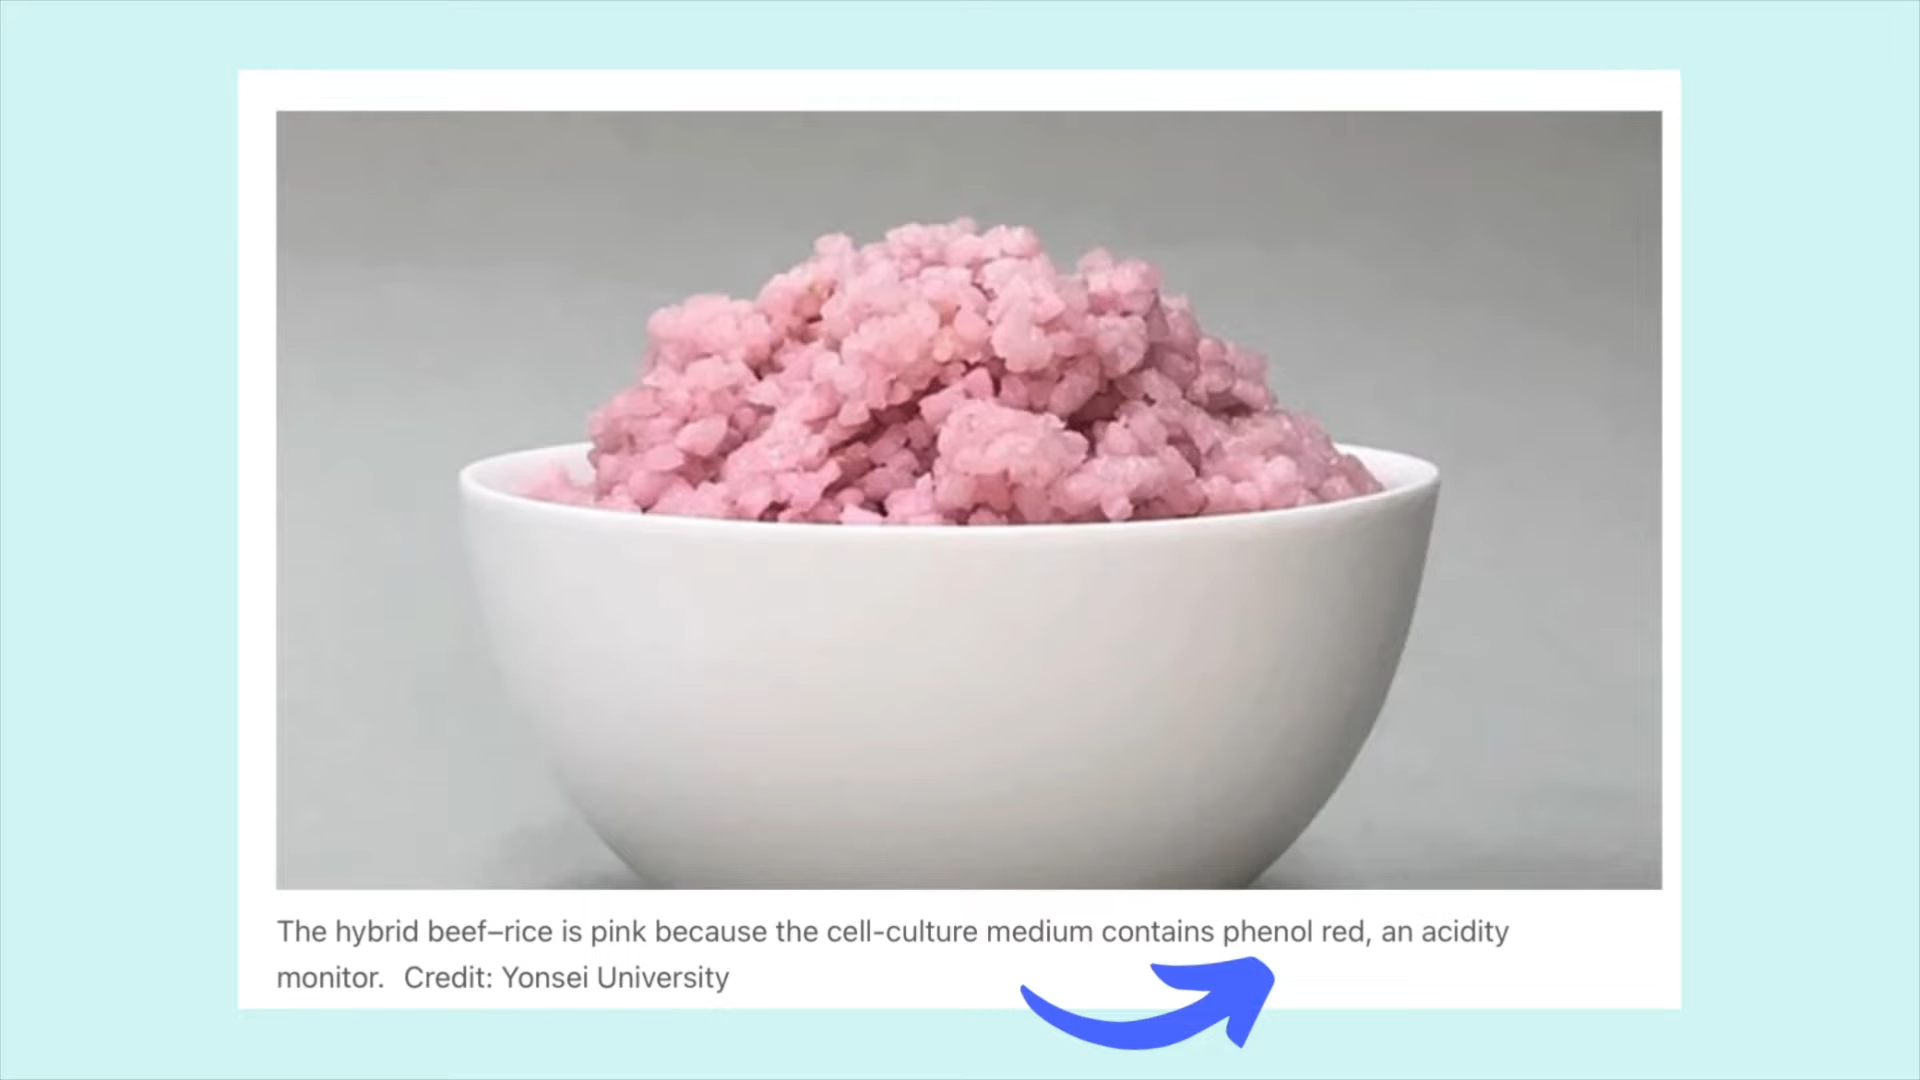 The hybrid beef–rice is pink because the cell-culture medium contains phenol red, an acidity
monitor. Credit: Yonsei University